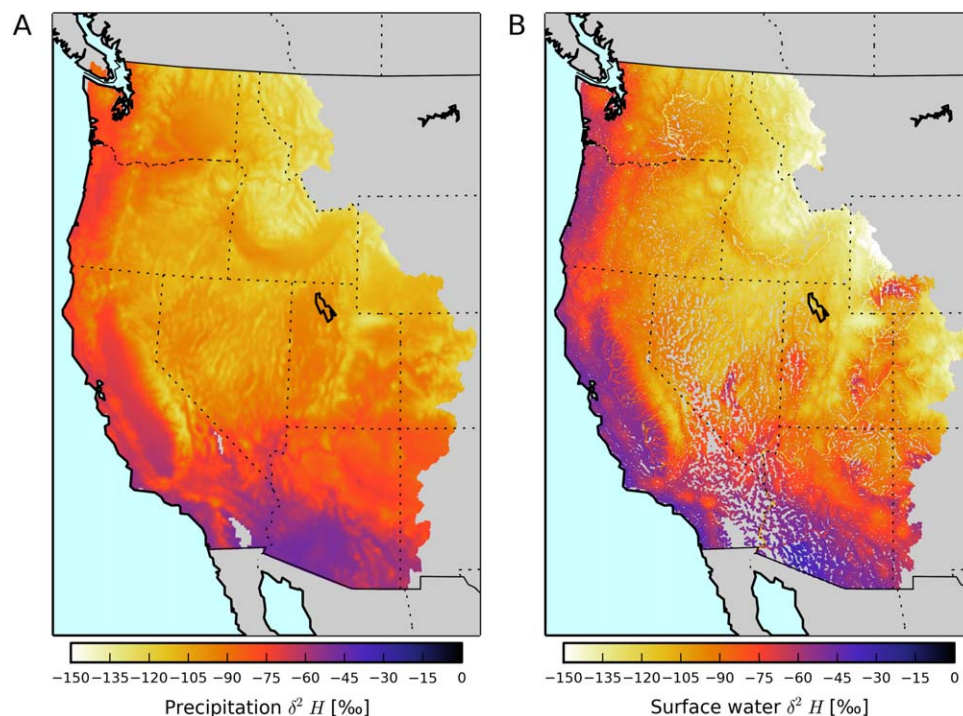 A
B
−150 −135 −120 −105 −90 −75 −60 −45 −30 −15 0
Precipitation δ² H [‰]
−150 −135 −120 −105 −90 −75 −60 −45 −30 −15 0
Surface water δ² H [‰]